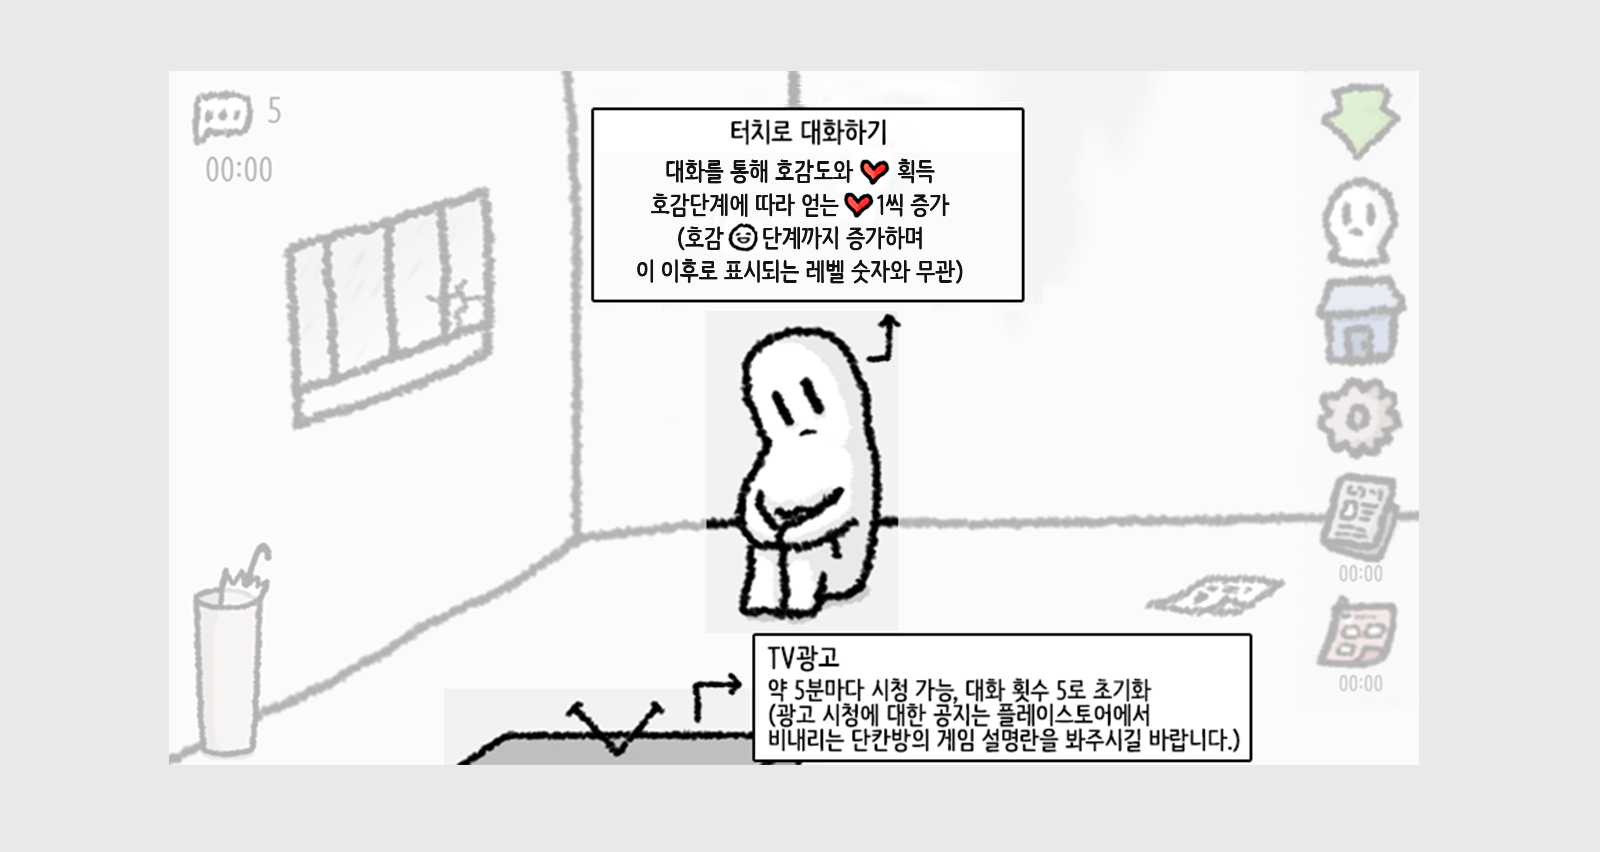 5
00:00
터치로 대화하기
대화를 통해 호감도와 ❤ 획득
호감단계에 따라 얻는 ❤ 1씩 증가
(호감 단계까지 증가하며
이 이후로 표시되는 레벨 숫자와 무관)
00:00
00:00
TV광고
약 5분마다 시청 가능, 대화 횟수 5로 초기화
(광고 시청에 대한 공지는 플레이스토어에서
비내리는 단칸방의 게임 설명란을 봐주시길 바랍니다.)